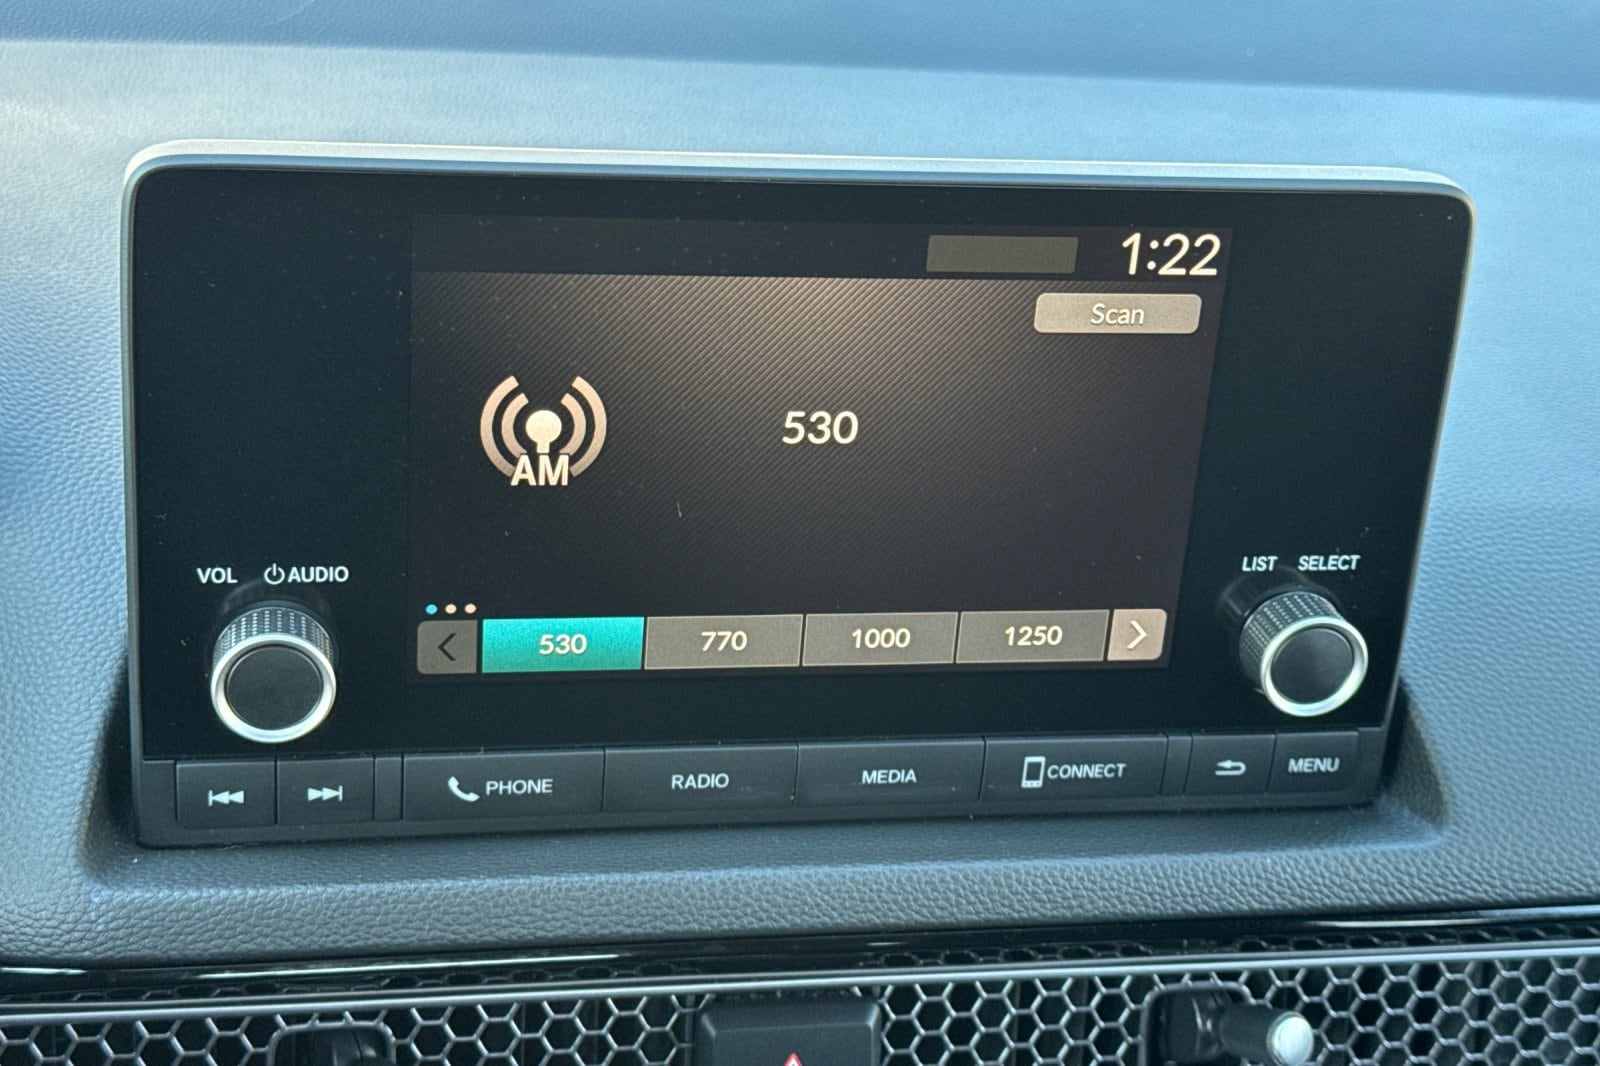 1:22
Scan
AM
530
VOL AUDIO
LIST SELECT
530 770 1000 1250
PHONE RADIO MEDIA CONNECT MENU